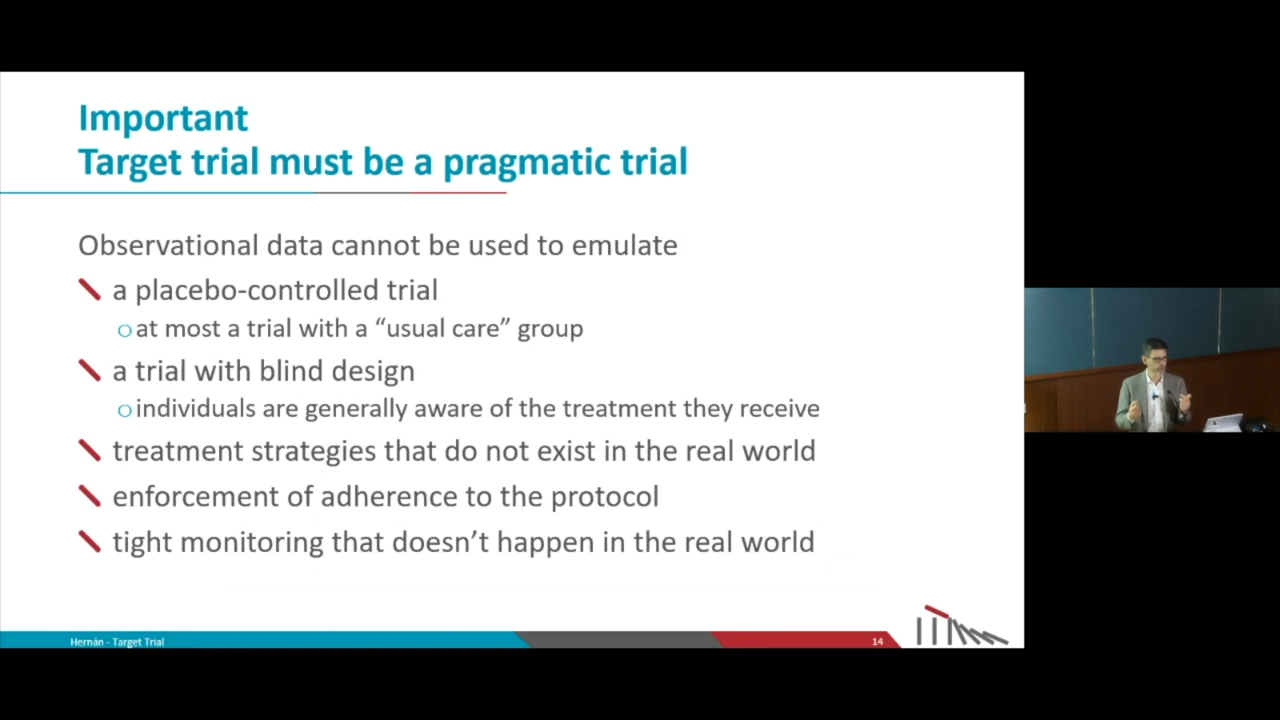 Important
Target trial must be a pragmatic trial
Observational data cannot be used to emulate
a placebo-controlled trial
at most a trial with a “usual care” group
a trial with blind design
individuals are generally aware of the treatment they receive
treatment strategies that do not exist in the real world
enforcement of adherence to the protocol
tight monitoring that doesn’t happen in the real world
Hernán - Target Trial
14